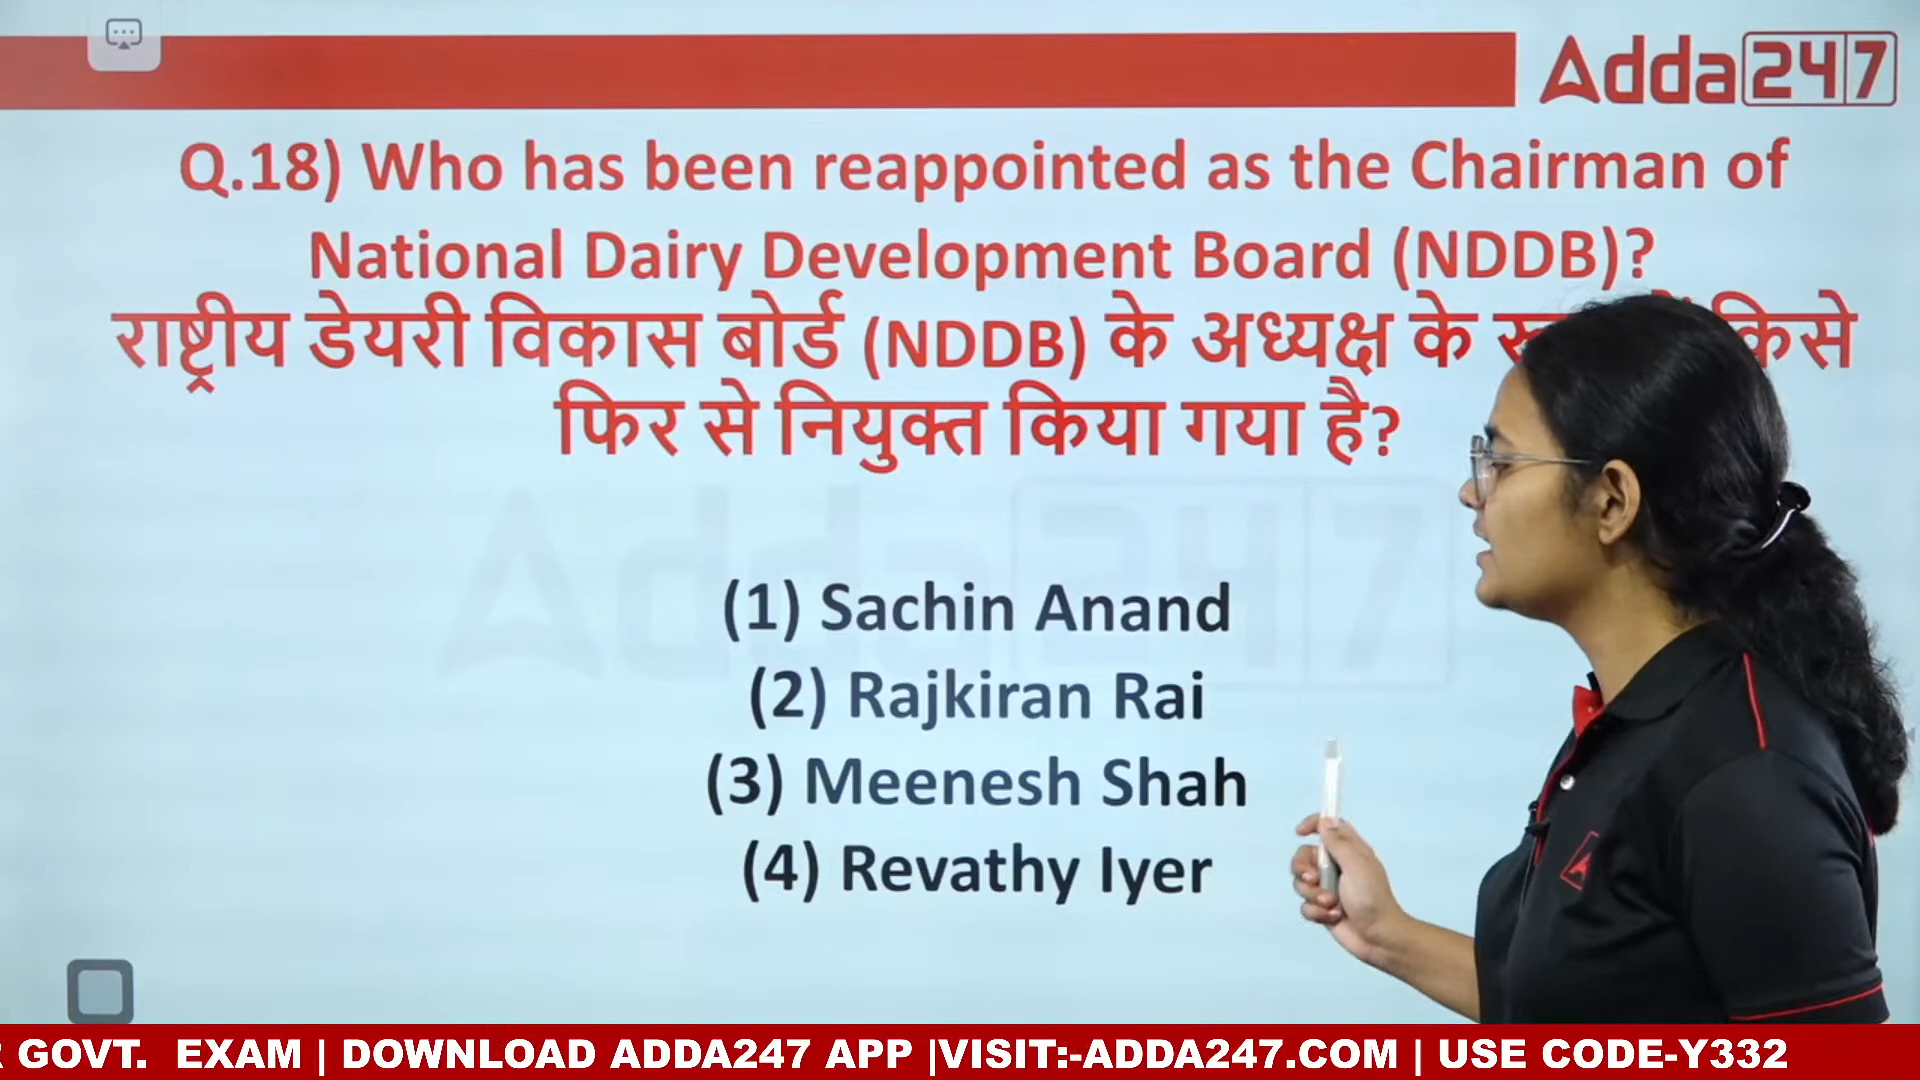 Adda247
Q.18) Who has been reappointed as the Chairman of
National Dairy Development Board (NDDB)?
राष्ट्रीय डेयरी विकास बोर्ड (NDDB) के अध्यक्ष के किसे
फिर से नियुक्त किया गया है?
Adda247
(1) Sachin Anand
(2) Rajkiran Rai
(3) Meenesh Shah
(4) Revathy Iyer
GOVT. EXAM | DOWNLOAD ADDA247 APP |VISIT:-ADDA247.COM | USE CODE-Y332